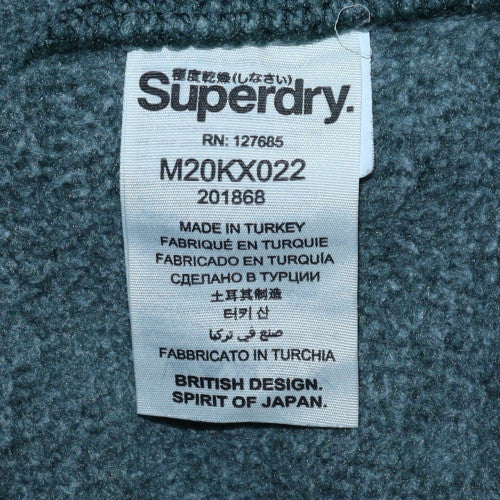 極度乾燥(しなさい)
Superdry.
RN: 127685
M20KX022
201868
MADE IN TURKEY
FABRIQUÉ EN TURQUIE
FABRICADO EN TURQUÍA
СДЕЛАНО В ТУРЦИИ
土耳其制造
터키 산
صنع في تركيا
FABBRICATO IN TURCHIA
BRITISH DESIGN.
SPIRIT OF JAPAN.